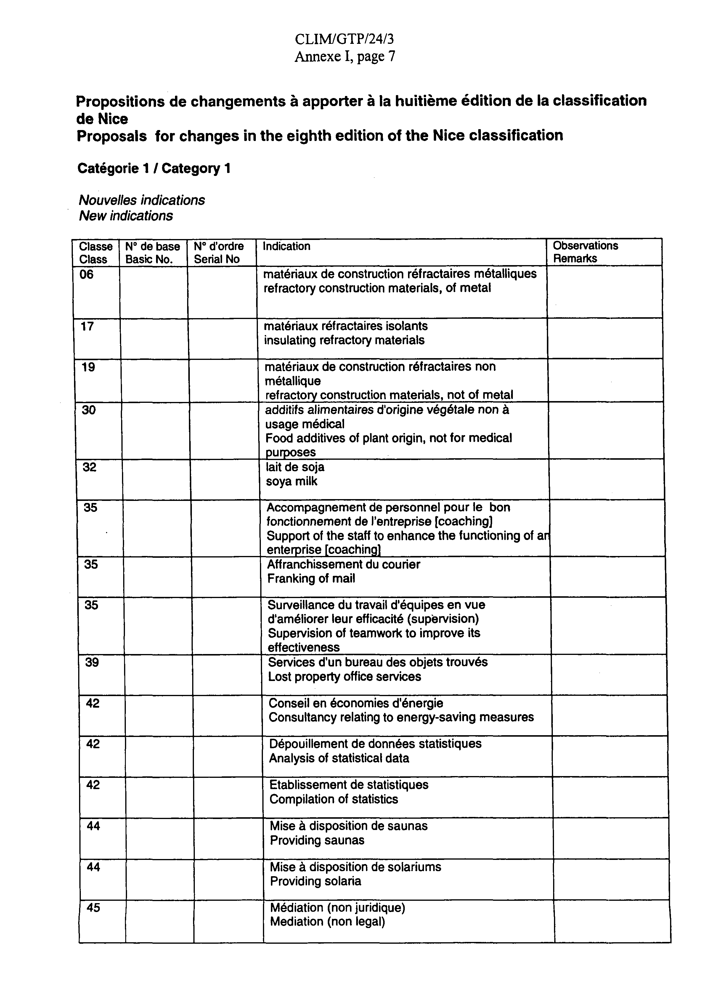 CLIM/GTP/24/3
Annexe I, page 7
Propositions de changements à apporter à la huitième édition de la classification
de Nice
Proposals for changes in the eighth edition of the Nice classification
Catégorie 1 / Category 1
Nouvelles indications
New indications
Classe N° de base N° d'ordre Indication Observations
Class Basic No. Serial No Remarks
06 matériaux de construction réfractaires métalliques
refractory construction materials, of metal
17 matériaux réfractaires isolants
insulating refractory materials
19 matériaux de construction réfractaires non
métallique
refractory construction materials, not of metal
30 additifs alimentaires d'origine végétale non à
usage médical
Food additives of plant origin, not for medical
purposes
32 lait de soja
soya milk
35 Accompagnement de personnel pour le bon
fonctionnement de l'entreprise [coaching]
Support of the staff to enhance the functioning of an
enterprise [coaching]
35 Affranchissement du courier
Franking of mail
35 Surveillance du travail d'équipes en vue
d'améliorer leur efficacité (supervision)
Supervision of teamwork to improve its
effectiveness
39 Services d'un bureau des objets trouvés
Lost property office services
42 Conseil en économies d'énergie
Consultancy relating to energy-saving measures
42 Dépouillement de données statistiques
Analysis of statistical data
42 Etablissement de statistiques
Compilation of statistics
44 Mise à disposition de saunas
Providing saunas
44 Mise à disposition de solariums
Providing solaria
45 Médiation (non juridique)
Mediation (non legal)